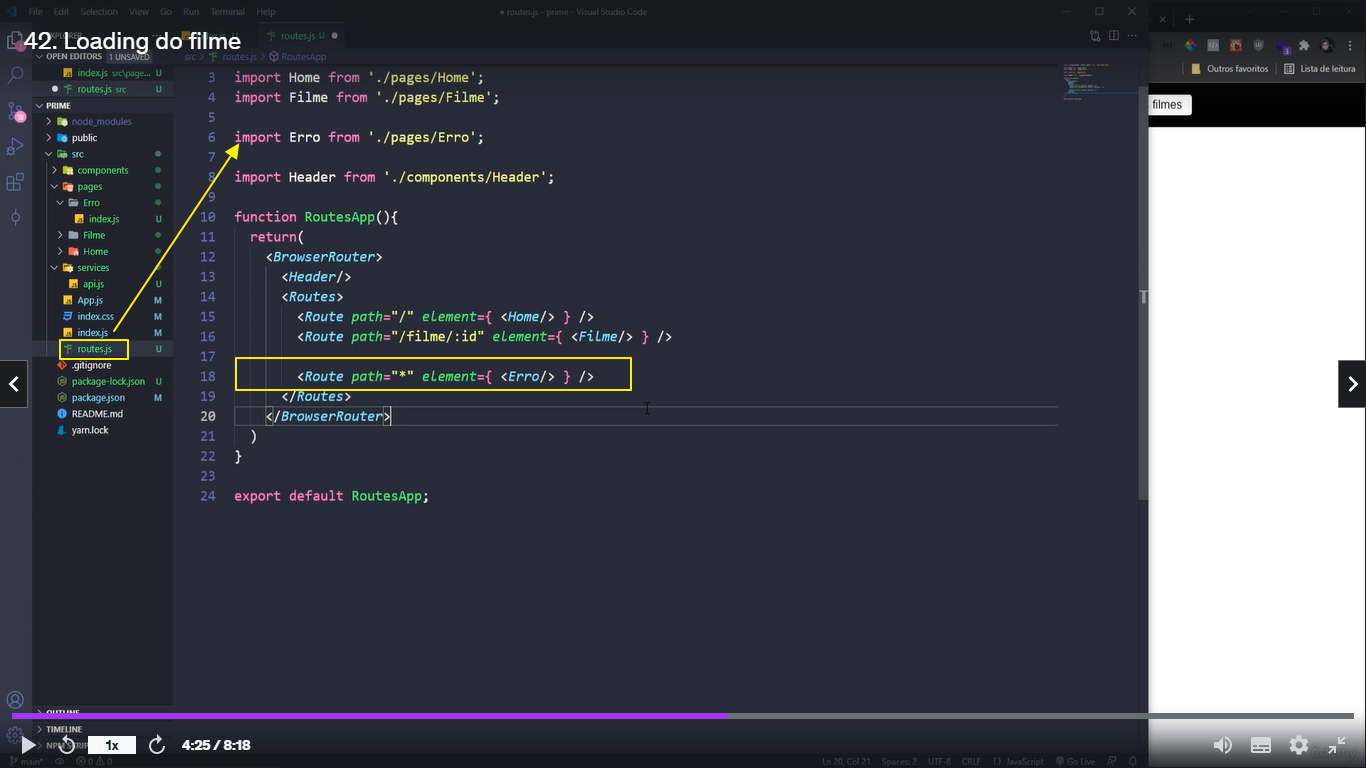 File Edit Selection View Go Run Terminal Help
● routes.js - prime - Visual Studio Code
42. Loading do filme
routes.js U ●
OPEN EDITORS 1 UNSAVED
index.js src\page... U
routes.js src U
src > routes.js > RoutesApp
PRIME
node_modules
public
src
components
pages
Erro
index.js U
Filme
Home
services
api.js U
App.js M
index.css M
index.js M
routes.js U
.gitignore
package-lock.json U
package.json M
README.md
yarn.lock
OUTLINE
TIMELINE
3 import Home from './pages/Home';
4 import Filme from './pages/Filme';
5
6 import Erro from './pages/Erro';
7
8 import Header from './components/Header';
9
10 function RoutesApp(){
11 return(
12 <BrowserRouter>
13 <Header/>
14 <Routes>
15 <Route path="/" element={ <Home/> } />
16 <Route path="/filme/:id" element={ <Filme/> } />
17
18 <Route path="*" element={ <Erro/> } />
19 </Routes>
20 </BrowserRouter>
21 )
22 }
23
24 export default RoutesApp;
Outros favoritos
Lista de leitura
filmes
1x
4:25 / 8:18
main*
0 0
Ln 20, Col 21 Spaces: 2 UTF-8 CRLF {} JavaScript Go Live